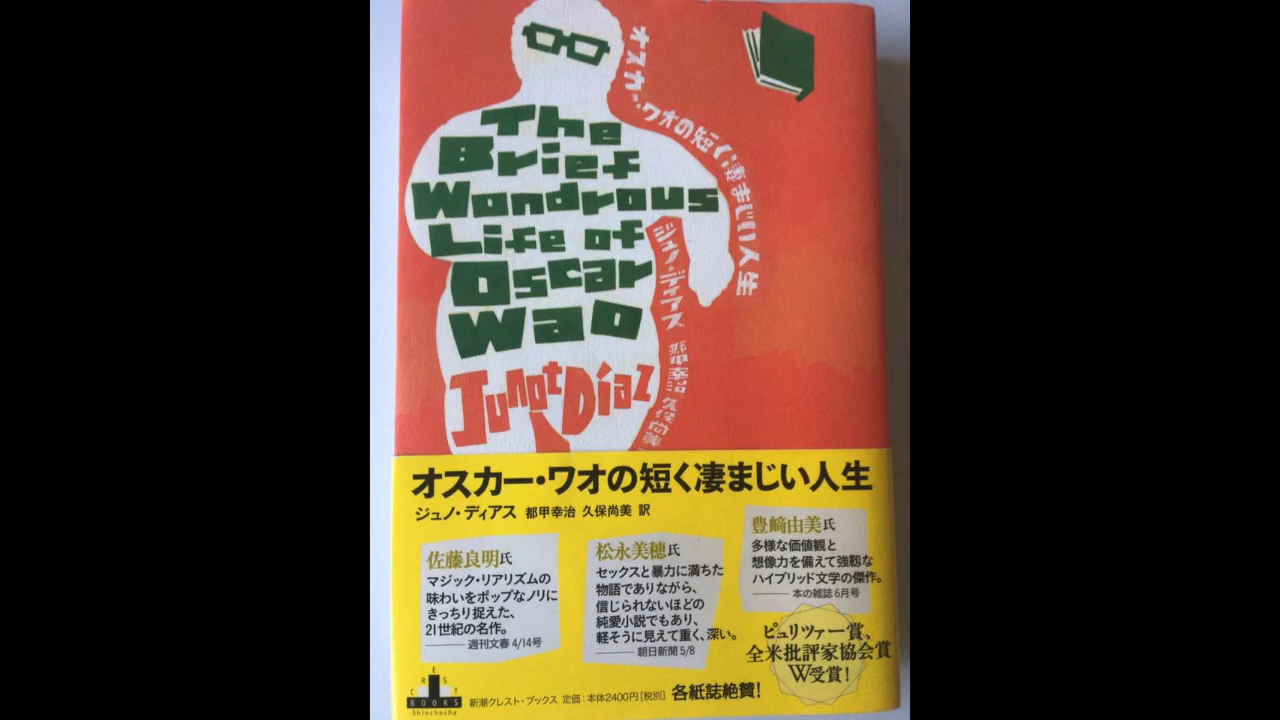 The
Brief
Wondrous
Life of
Oscar
Wao
Junot Díaz
オスカー・ワオの短く凄まじい人生
ジュノ・ディアス
都甲幸治 久保尚美
オスカー・ワオの短く凄まじい人生
ジュノ・ディアス 都甲幸治 久保尚美 訳
佐藤良明氏
マジック・リアリズムの
味わいをポップなノリに
きっちり捉えた、
21世紀の名作。
——週刊文春 4/14号
松永美穂氏
セックスと暴力に満ちた
物語でありながら、
信じられないほどの
純愛小説でもあり、
軽そうに見えて重く、深い。
——朝日新聞 5/8
豊﨑由美氏
多様な価値観と
想像力を備えて強靱な
ハイブリッド文学の傑作。
——本の雑誌 6月号
ピュリツァー賞、
全米批評家協会賞
W受賞!
CREST
BOOKS
Shinchosha
新潮クレスト・ブックス 定価:本体2400円[税別] 各紙誌絶賛!